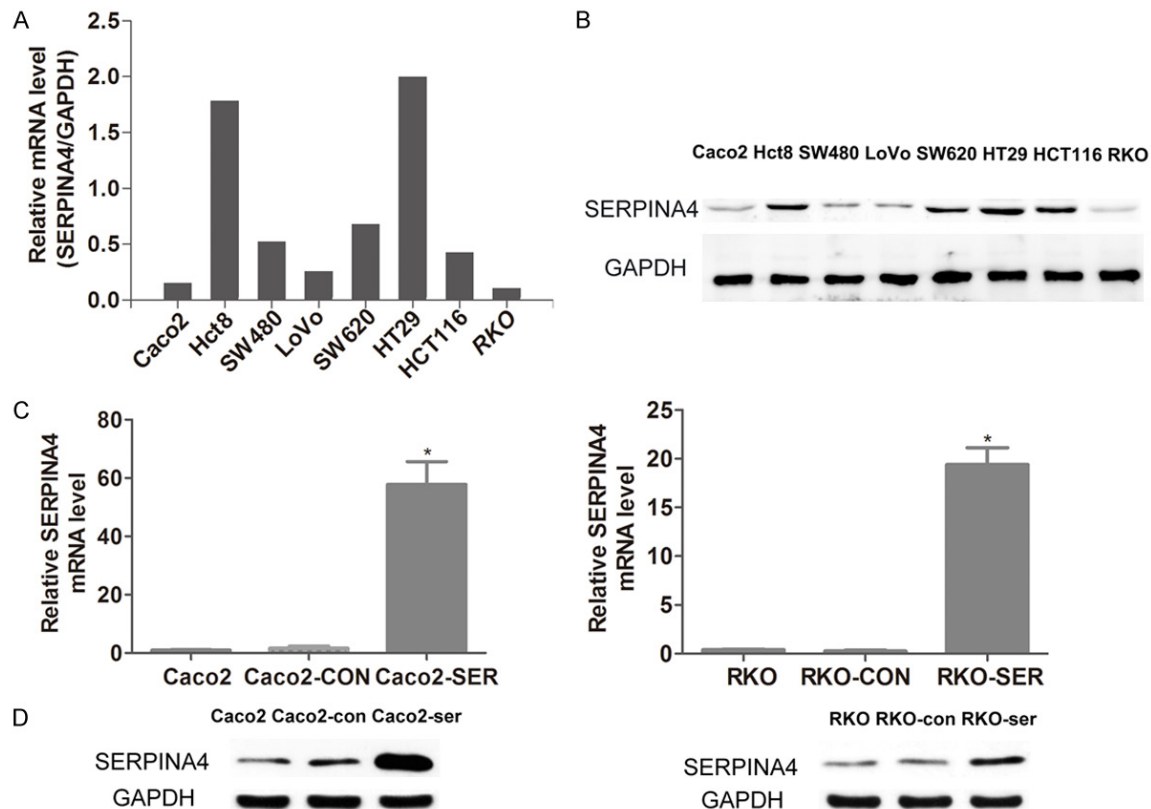 A
Relative mRNA level
(SERPINA4/GAPDH)
2.5
2.0
1.5
1.0
0.5
0.0
Caco2
Hct8
SW480
LoVo
SW620
HT29
HCT116
RKO
B
Caco2 Hct8 SW480 LoVo SW620 HT29 HCT116 RKO
SERPINA4
GAPDH
C
Relative SERPINA4
mRNA level
80
60
40
20
0
*
Caco2 Caco2-CON Caco2-SER
Relative SERPINA4
mRNA level
25
20
15
10
5
0
*
RKO RKO-CON RKO-SER
D
Caco2 Caco2-con Caco2-ser
SERPINA4
GAPDH
RKO RKO-con RKO-ser
SERPINA4
GAPDH